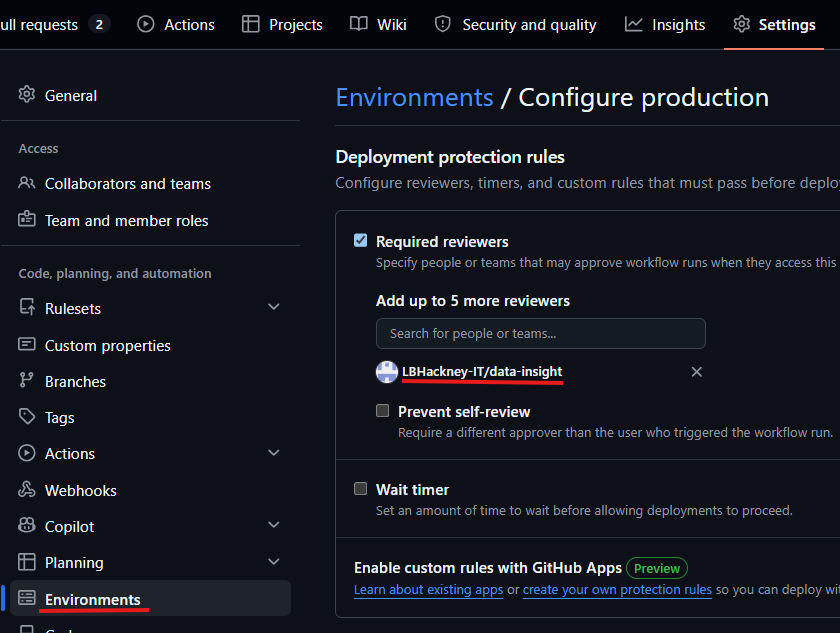 ull requests 2 Actions Projects Wiki Security and quality Insights Settings
General
Access
Collaborators and teams
Team and member roles
Code, planning, and automation
Rulesets
Custom properties
Branches
Tags
Actions
Webhooks
Copilot
Planning
Environments
Environments / Configure production
Deployment protection rules
Configure reviewers, timers, and custom rules that must pass before deploy
Required reviewers
Specify people or teams that may approve workflow runs when they access this
Add up to 5 more reviewers
Search for people or teams...
LBHackney-IT/data-insight
Prevent self-review
Require a different approver than the user who triggered the workflow run.
Wait timer
Set an amount of time to wait before allowing deployments to proceed.
Enable custom rules with GitHub Apps Preview
Learn about existing apps or create your own protection rules so you can deploy wit